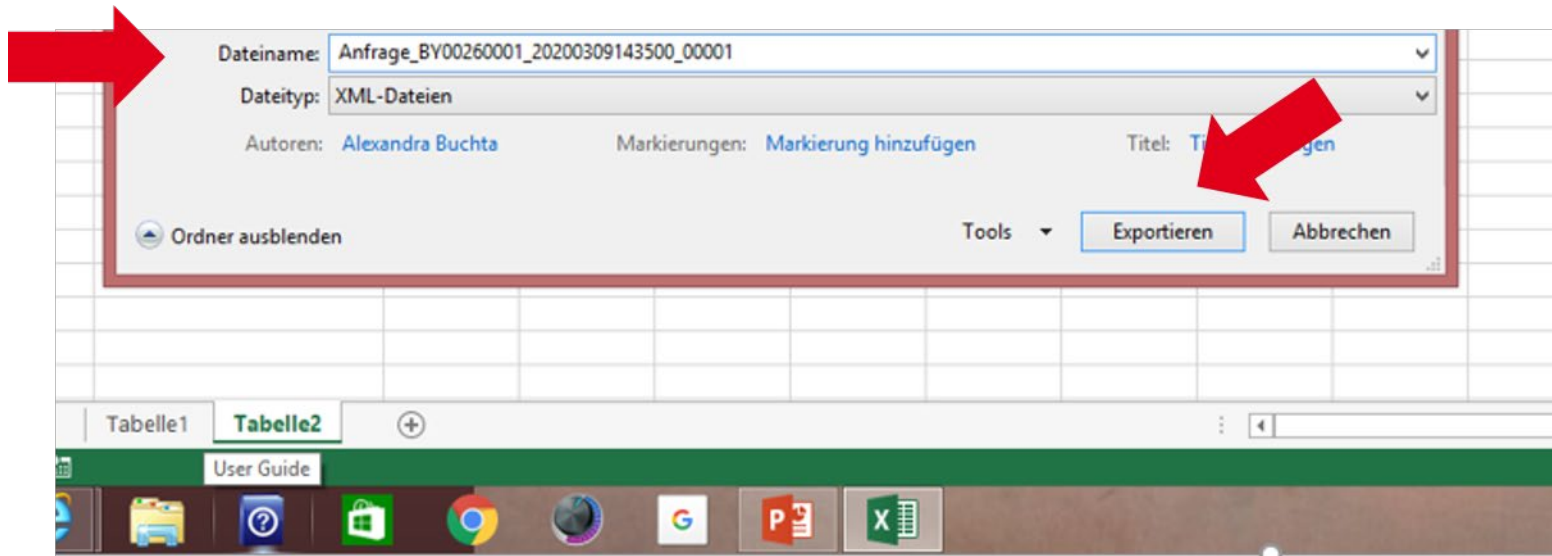 Dateiname: Anfrage_BY00260001_20200309143500_00001
Dateityp: XML-Dateien
Autoren: Alexandra Buchta Markierungen: Markierung hinzufügen Titel:
Ordner ausblenden Tools Exportieren Abbrechen
Tabelle1 Tabelle2
User Guide